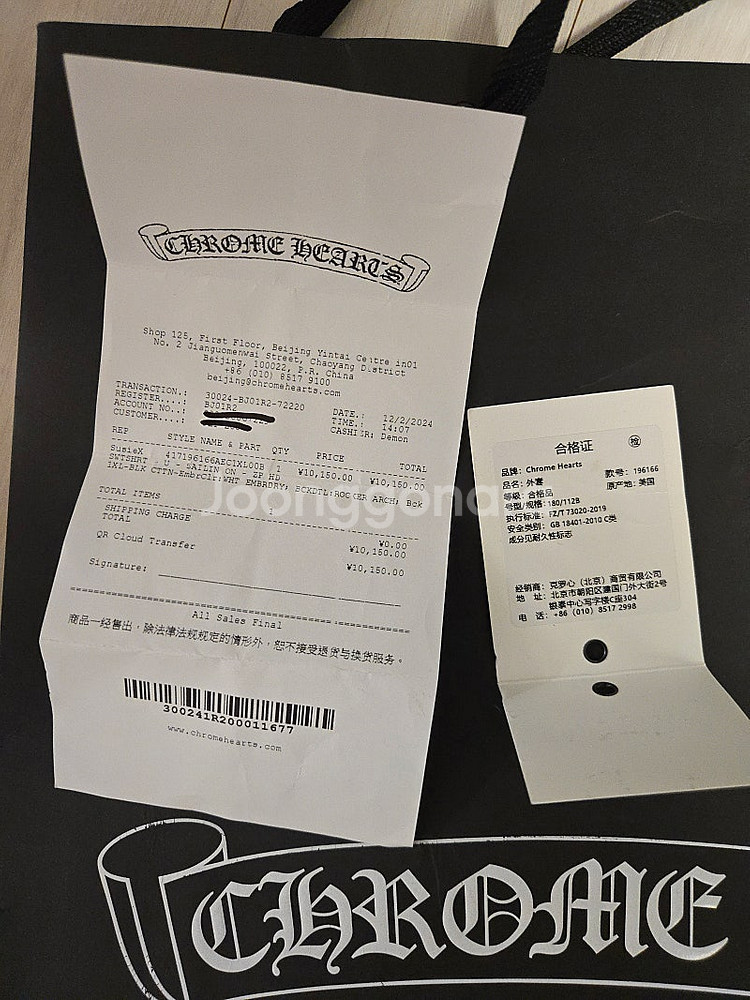 CHROME HEARTS
Shop 125, First Floor, Beijing Yintai Centre in01
No. 2 Jianguomenwai Street, Chaoyang District
Beijing, 100022, P.R. China
+86 (010) 8517 9100
beijing@chromehearts.com
TRANSACTION.: 30024-BJ01R2-72220 DATE.: 12/2/2024
REGISTER....: BJ01R2 TIME.: 14:07
ACCOUNT NO..: CASHIER: Demon
CUSTOMER....:
REP STYLE NAME & PART QTY PRICE TOTAL
SusieX 417196166AEC1XL00B 1 ¥10,150.00 ¥10,150.00
SWTSHRT U - SAILIN ON - ZP HD
1XL-BLK CTTN-EmbrClr:WHT EMBRDRY; BCKDTL:ROCKER ARCH; Bck
TOTAL ITEMS
SHIPPING CHARGE ¥0.00
TOTAL ¥10,150.00
QR Cloud Transfer ¥10,150.00
Signature:
All Sales Final
商品一经售出，除法律法规规定的情形外，恕不接受退货与换货服务。
300241R200011677
www.chromehearts.com
合格证 检
品牌：Chrome Hearts 款号：196166
品名：外套 原产地：美国
等级：合格品
号型/规格：180/112B
执行标准：FZ/T 73020-2019
安全类别：GB 18401-2010 C类
成分见耐久性标志
经销商：克罗心（北京）商贸有限公司
地 址：北京市朝阳区建国门外大街2号
银泰中心写字楼C座304
电 话：+86 (010) 8517 2998
Joonggona
CHROME